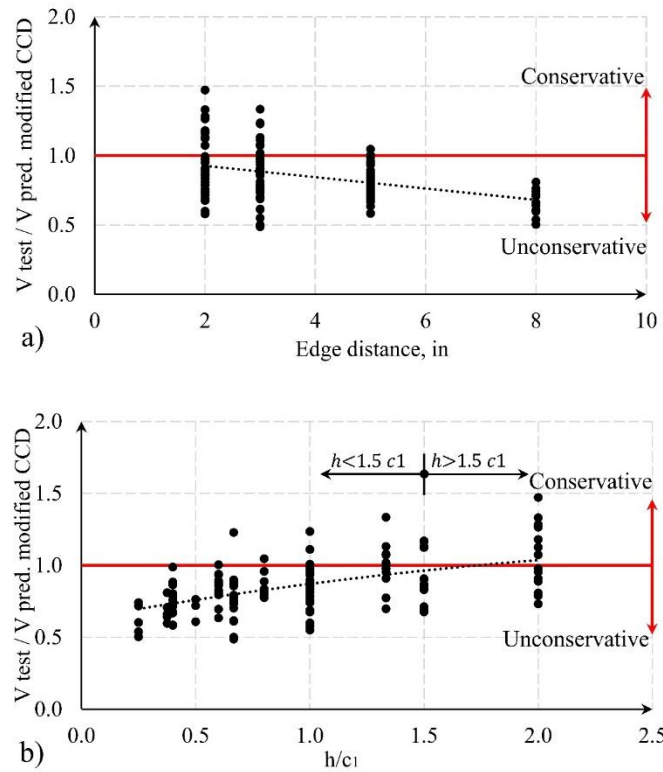 V test / V pred. modified CCD
2.0
1.5
1.0
0.5
0.0
Conservative
Unconservative
0
2
4
6
8
10
Edge distance, in
a)
V test / V pred. modified CCD
2.0
1.5
1.0
0.5
0.0
h<1.5 c1
h>1.5 c1
Conservative
Unconservative
0.0
0.5
1.0
1.5
2.0
2.5
h/c1
b)